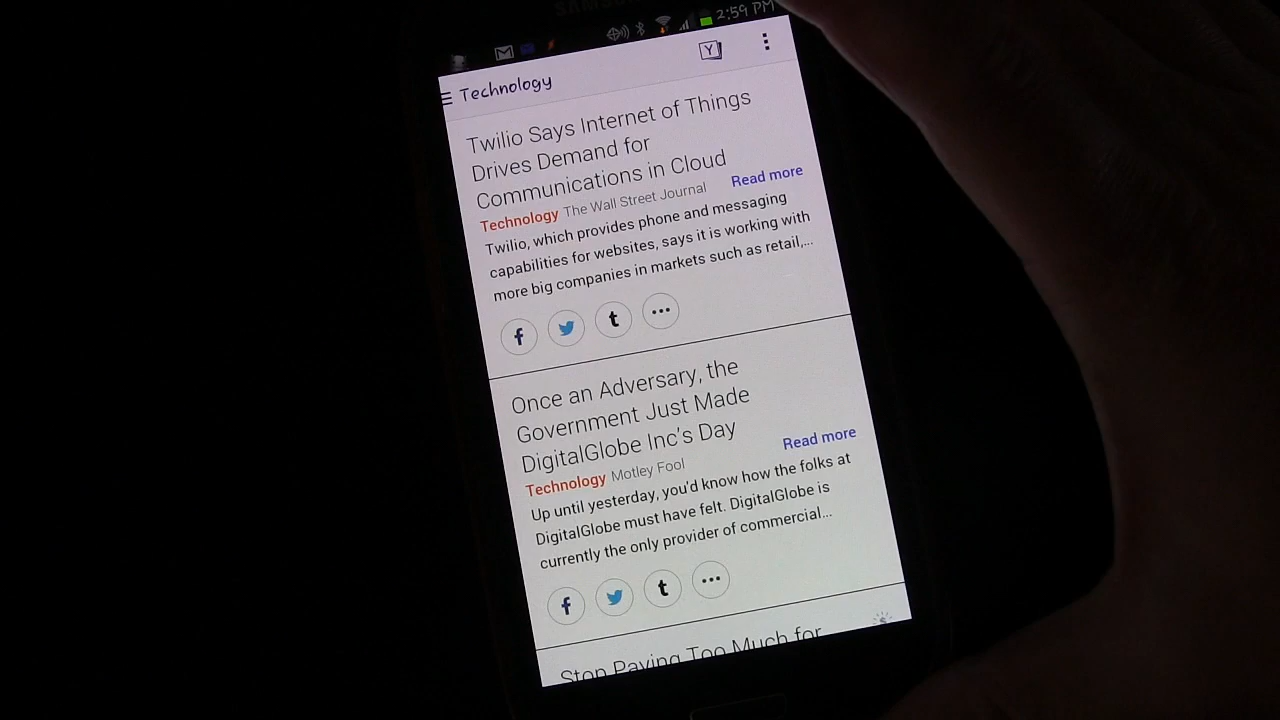 SAMSUNG
2:59 PM
Technology
Y
Twilio Says Internet of Things
Drives Demand for
Communications in Cloud
Read more
Technology The Wall Street Journal
Twilio, which provides phone and messaging
capabilities for websites, says it is working with
more big companies in markets such as retail,...
f
t
Once an Adversary, the
Government Just Made
DigitalGlobe Inc's Day
Read more
Technology Motley Fool
Up until yesterday, you'd know how the folks at
DigitalGlobe must have felt. DigitalGlobe is
currently the only provider of commercial...
f
t
Stop Paying Too Much for